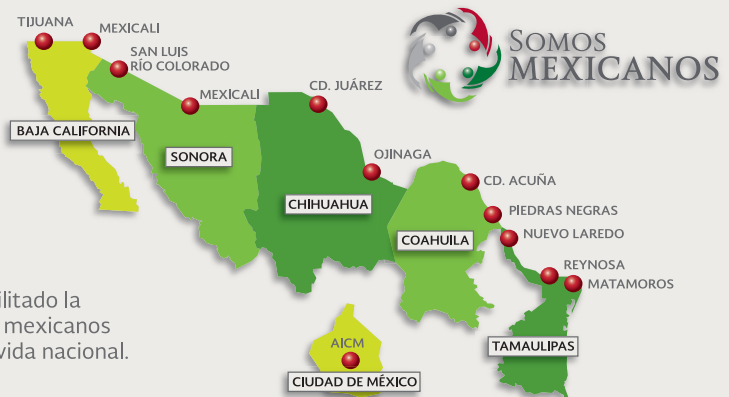 TIJUANA
MEXICALI
SAN LUIS
RÍO COLORADO
MEXICALI
CD. JUÁREZ
SOMOS
MEXICANOS
BAJA CALIFORNIA
SONORA
OJINAGA
CD. ACUÑA
CHIHUAHUA
PIEDRAS NEGRAS
COAHUILA
NUEVO LAREDO
REYNOSA
MATAMOROS
ilitado la
mexicanos
vida nacional.
AICM
TAMAULIPAS
CIUDAD DE MÉXICO